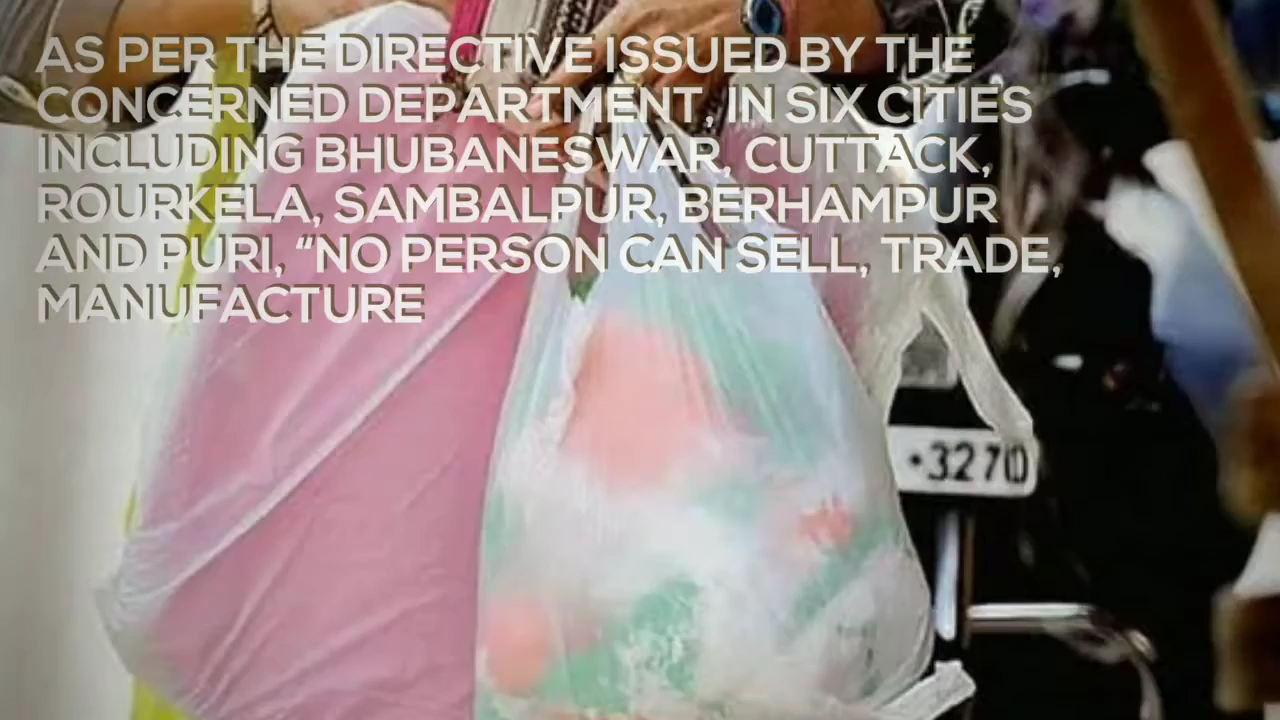 AS PER THE DIRECTIVE ISSUED BY THE
CONCERNED DEPARTMENT, IN SIX CITIES
INCLUDING BHUBANESWAR, CUTTACK,
ROURKELA, SAMBALPUR, BERHAMPUR
AND PURI, “NO PERSON CAN SELL, TRADE,
MANUFACTURE
3270